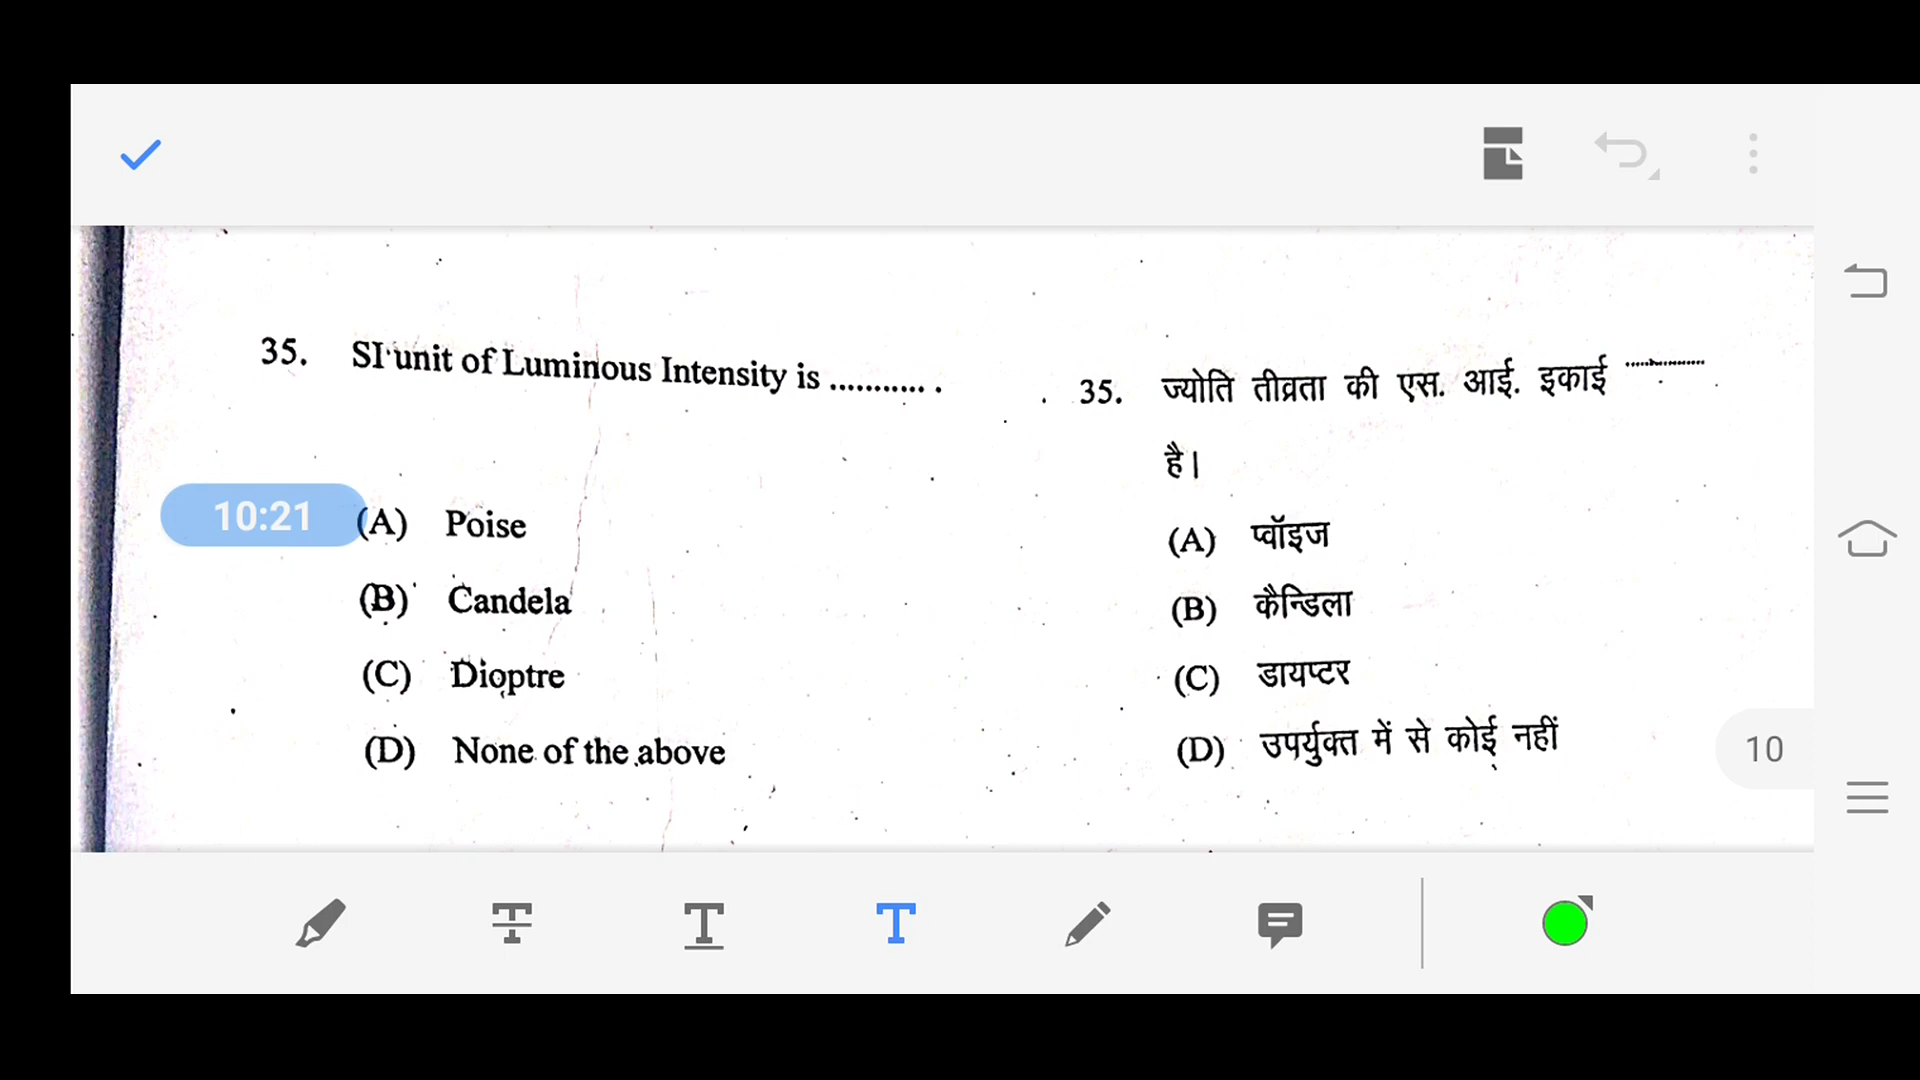 35. SI unit of Luminous Intensity is ........... .
10:21
(A) Poise
(B) Candela
(C) Dioptre
(D) None of the above
35. ज्योति तीव्रता की एस. आई. इकाई ..............
है।
(A) प्वॉइज
(B) कैन्डिला
(C) डायप्टर
(D) उपर्युक्त में से कोई नहीं
10